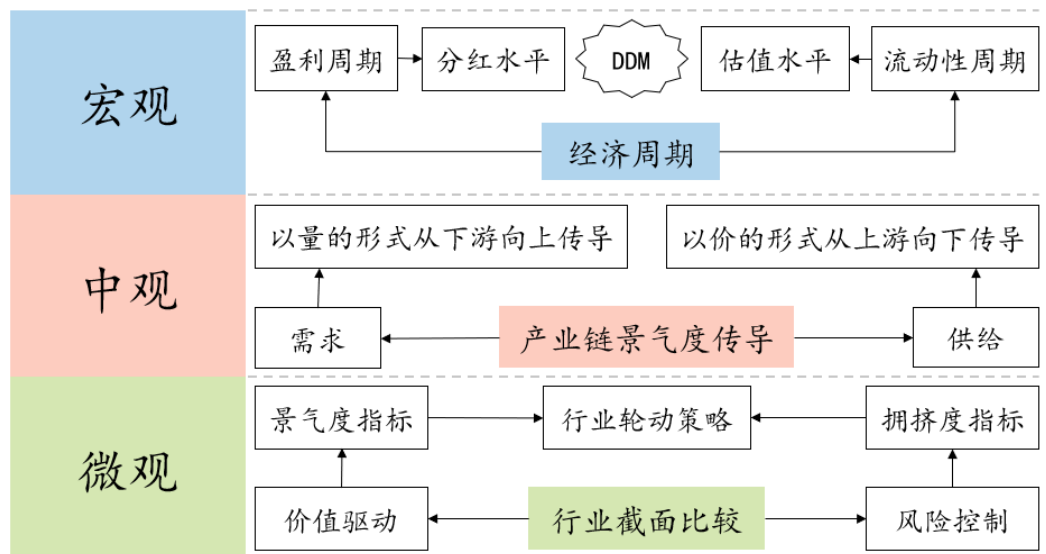 宏观
盈利周期
分红水平
DDM
估值水平
流动性周期
经济周期
中观
以量的形式从下游向上传导
以价的形式从上游向下传导
需求
产业链景气度传导
供给
微观
景气度指标
行业轮动策略
拥挤度指标
价值驱动
行业截面比较
风险控制